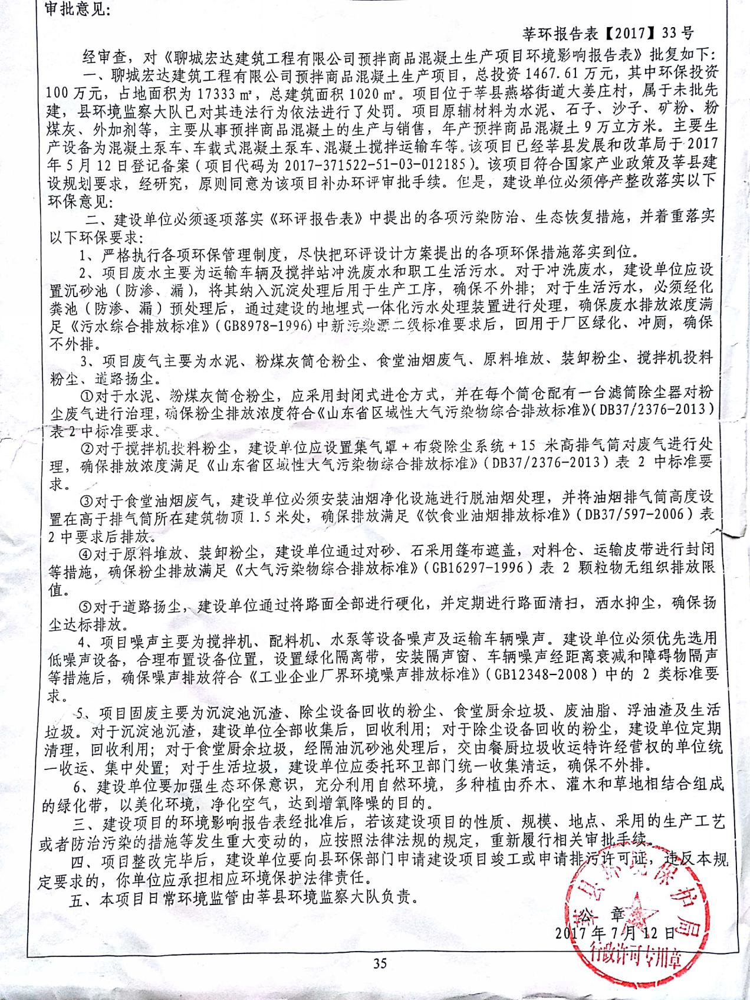 审批意见：
莘环报告表【2017】33 号
经审查，对《聊城宏达建筑工程有限公司预拌商品混凝土生产项目环境影响报告表》批复如下：
一、聊城宏达建筑工程有限公司预拌商品混凝土生产项目，总投资 1467.61 万元，其中环保投资
100 万元，占地面积为 17333 ㎡，总建筑面积 1020 ㎡。项目位于莘县燕塔街道大姜庄村，属于未批先
建，县环境监察大队已对其违法行为依法进行了处罚。项目原辅材料为水泥、石子、沙子、矿粉、粉
煤灰、外加剂等，主要从事预拌商品混凝土的生产与销售，年产预拌商品混凝土 9 万立方米。主要生
产设备为混凝土泵车、车载式混凝土泵车、混凝土搅拌运输车等。该项目已经莘县发展和改革局于 2017
年 5 月 12 日登记备案（项目代码为 2017-371522-51-03-012185）。该项目符合国家产业政策及莘县建
设规划要求，经研究，原则同意为该项目补办环评审批手续。但是，建设单位必须停产整改落实以下
环保意见：
二、建设单位必须逐项落实《环评报告表》中提出的各项污染防治、生态恢复措施，并着重落实
以下环保要求：
1、严格执行各项环保管理制度，尽快把环评设计方案提出的各项环保措施落实到位。
2、项目废水主要为运输车辆及搅拌站冲洗废水和职工生活污水。对于冲洗废水，建设单位应设
置沉砂池（防渗、漏），将其纳入沉淀处理后用于生产工序，确保不外排；对于生活污水，必须经化
粪池（防渗、漏）预处理后，通过建设的地埋式一体化污水处理装置进行处理，确保废水排放浓度满
足《污水综合排放标准》（GB8978-1996)中新污染源二级标准要求后，回用于厂区绿化、冲厕，确保
不外排。
3、项目废气主要为水泥、粉煤灰筒仓粉尘、食堂油烟废气、原料堆放、装卸粉尘、搅拌机投料
粉尘、道路扬尘。
①对于水泥、粉煤灰筒仓粉尘，应采用封闭式进仓方式，并在每个筒仓配有一台滤筒除尘器对粉
尘废气进行治理，确保粉尘排放浓度符合《山东省区域性大气污染物综合排放标准》（DB37/2376-2013）
表 2 中标准要求。
②对于搅拌机投料粉尘，建设单位应设置集气罩＋布袋除尘系统＋15 米高排气筒对废气进行处
理，确保排放浓度满足《山东省区域性大气污染物综合排放标准》（DB37/2376-2013）表 2 中标准要
求。
③对于食堂油烟废气，建设单位必须安装油烟净化设施进行脱油烟处理，并将油烟排气筒高度设
置在高于排气筒所在建筑物顶 1.5 米处，确保排放满足《饮食业油烟排放标准》（DB37/597-2006）表
2 中要求后排放。
④对于原料堆放、装卸粉尘，建设单位通过对砂、石采用篷布遮盖，对料仓、运输皮带进行封闭
等措施，确保粉尘排放满足《大气污染物综合排放标准》（GB16297-1996）表 2 颗粒物无组织排放限
值。
⑤对于道路扬尘，建设单位通过将路面全部进行硬化，并定期进行路面清扫，洒水抑尘，确保扬
尘达标排放。
4、项目噪声主要为搅拌机、配料机、水泵等设备噪声及运输车辆噪声。建设单位必须优先选用
低噪声设备，合理布置设备位置，设置绿化隔离带，安装隔声窗、车辆噪声经距离衰减和障碍物隔声
等措施后，确保噪声排放符合《工业企业厂界环境噪声排放标准》（GB12348-2008）中的 2 类标准要
求。
5、项目固废主要为沉淀池沉渣、除尘设备回收的粉尘、食堂厨余垃圾、废油脂、浮油渣及生活
垃圾。对于沉淀池沉渣，建设单位全部收集后，回收利用；对于除尘设备回收的粉尘，建设单位定期
清理，回收利用；对于食堂厨余垃圾，经隔油沉砂池处理后，交由餐厨垃圾收运特许经营权的单位统
一收运、集中处置；对于生活垃圾，建设单位应委托环卫部门统一收集清运，确保不外排。
6、建设单位要加强生态环保意识，充分利用自然环境，多种植由乔木、灌木和草地相结合组成
的绿化带，以美化环境，净化空气，达到增氧降噪的目的。
三、建设项目的环境影响报告表经批准后，若该建设项目的性质、规模、地点、采用的生产工艺
或者防治污染的措施等发生重大变动的，应按照法律法规的规定，重新履行相关审批手续。
四、项目整改完毕后，建设单位要向县环保部门申请建设项目竣工或申请排污许可证，违反本规
定要求的，你单位应承担相应环境保护法律责任。
五、本项目日常环境监管由莘县环境监察大队负责。
莘县环境保护局
公 章
2017 年 7 月 12 日
行政许可专用章
35